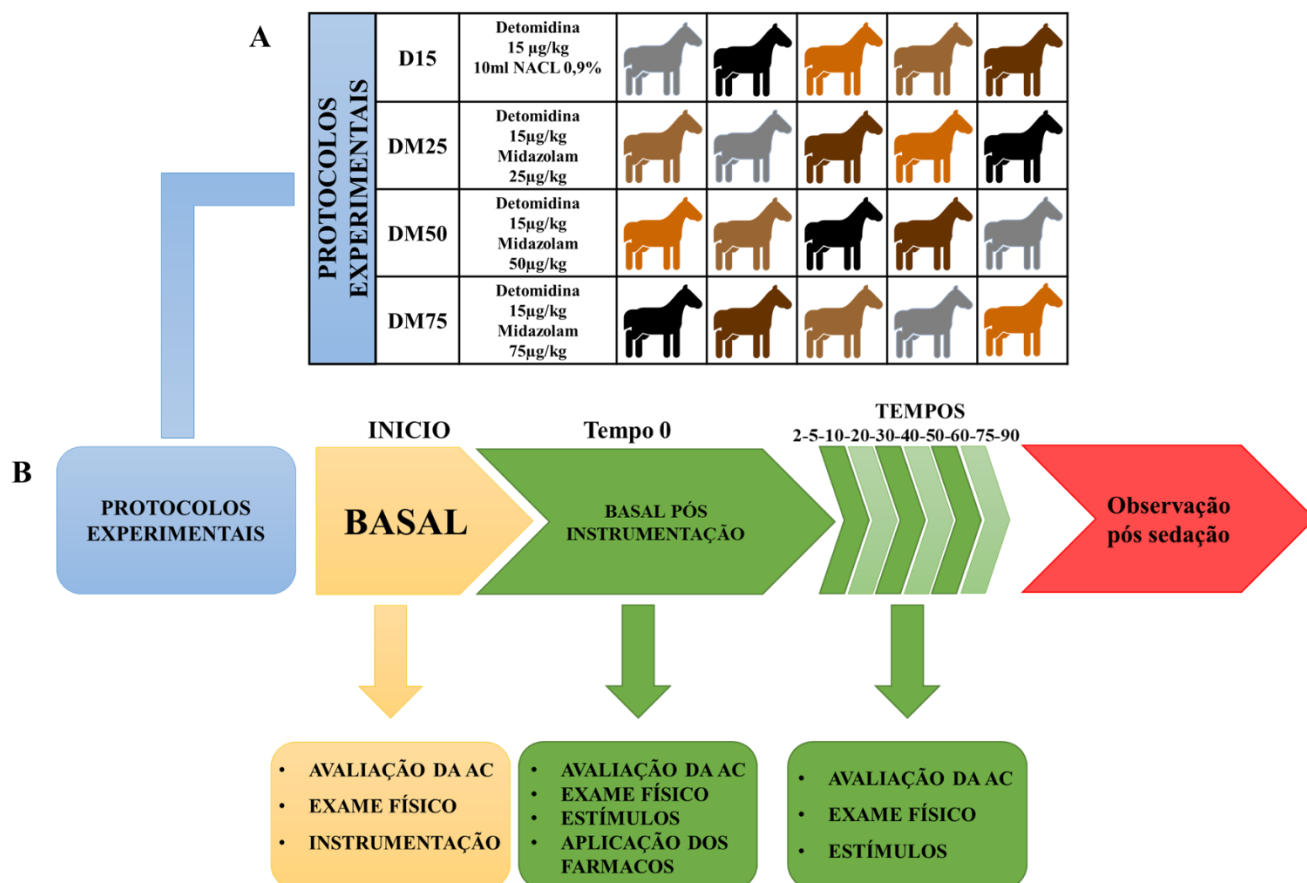 A
PROTOCOLOS
EXPERIMENTAIS
D15
Detomidina
15 µg/kg
10ml NACL 0,9%
DM25
Detomidina
15µg/kg
Midazolam
25µg/kg
DM50
Detomidina
15µg/kg
Midazolam
50µg/kg
DM75
Detomidina
15µg/kg
Midazolam
75µg/kg
B
PROTOCOLOS
EXPERIMENTAIS
INICIO
BASAL
Tempo 0
BASAL PÓS
INSTRUMENTAÇÃO
TEMPOS
2-5-10-20-30-40-50-60-75-90
Observação
pós sedação
• AVALIAÇÃO DA AC
• EXAME FÍSICO
• INSTRUMENTAÇÃO
• AVALIAÇÃO DA AC
• EXAME FÍSICO
• ESTÍMULOS
• APLICAÇÃO DOS
FARMACOS
• AVALIAÇÃO DA AC
• EXAME FÍSICO
• ESTÍMULOS